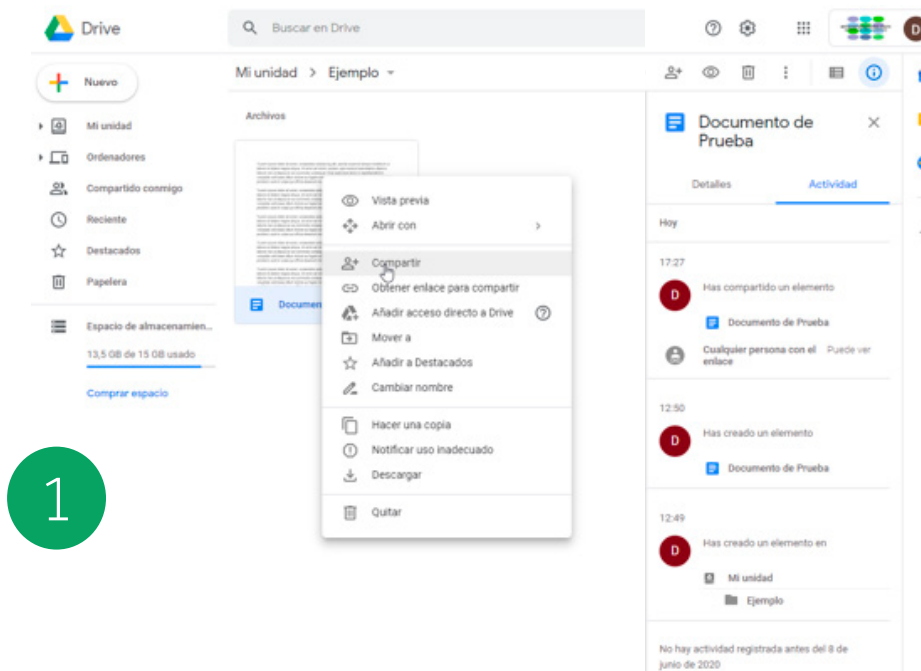 Drive
Buscar en Drive
D
Nuevo
Mi unidad > Ejemplo
Mi unidad
Ordenadores
Compartido conmigo
Reciente
Destacados
Papelera
Espacio de almacenamien...
13,5 GB de 15 GB usado
Comprar espacio
1
Archivos
Documen
Vista previa
Abrir con
Compartir
Obtener enlace para compartir
Añadir acceso directo a Drive
Mover a
Añadir a Destacados
Cambiar nombre
Hacer una copia
Notificar uso inadecuado
Descargar
Quitar
Documento de
Prueba
Detalles
Actividad
Hoy
17:27
D
Has compartido un elemento
Documento de Prueba
Cualquier persona con el Puede ver
enlace
12:50
D
Has creado un elemento
Documento de Prueba
12:49
D
Has creado un elemento en
Mi unidad
Ejemplo
No hay actividad registrada antes del 8 de
junio de 2020